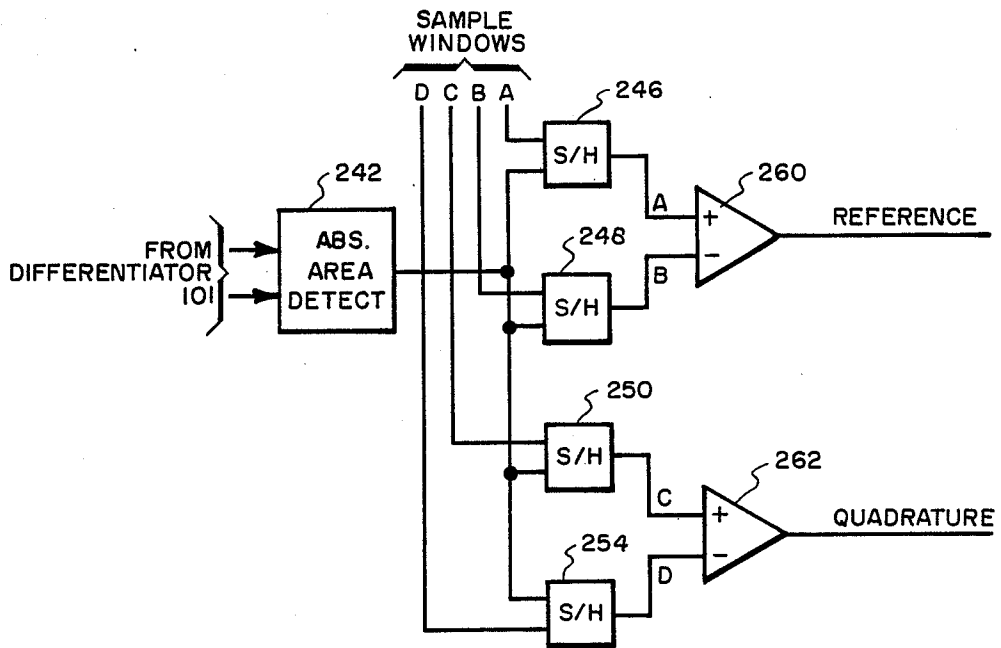 SAMPLE
WINDOWS
D C B A
246
S/H
242
A
+
260
REFERENCE
FROM
DIFFERENTIATOR
101
ABS.
AREA
DETECT
248
S/H
B
−
250
S/H
C
+
262
QUADRATURE
254
S/H
D
−